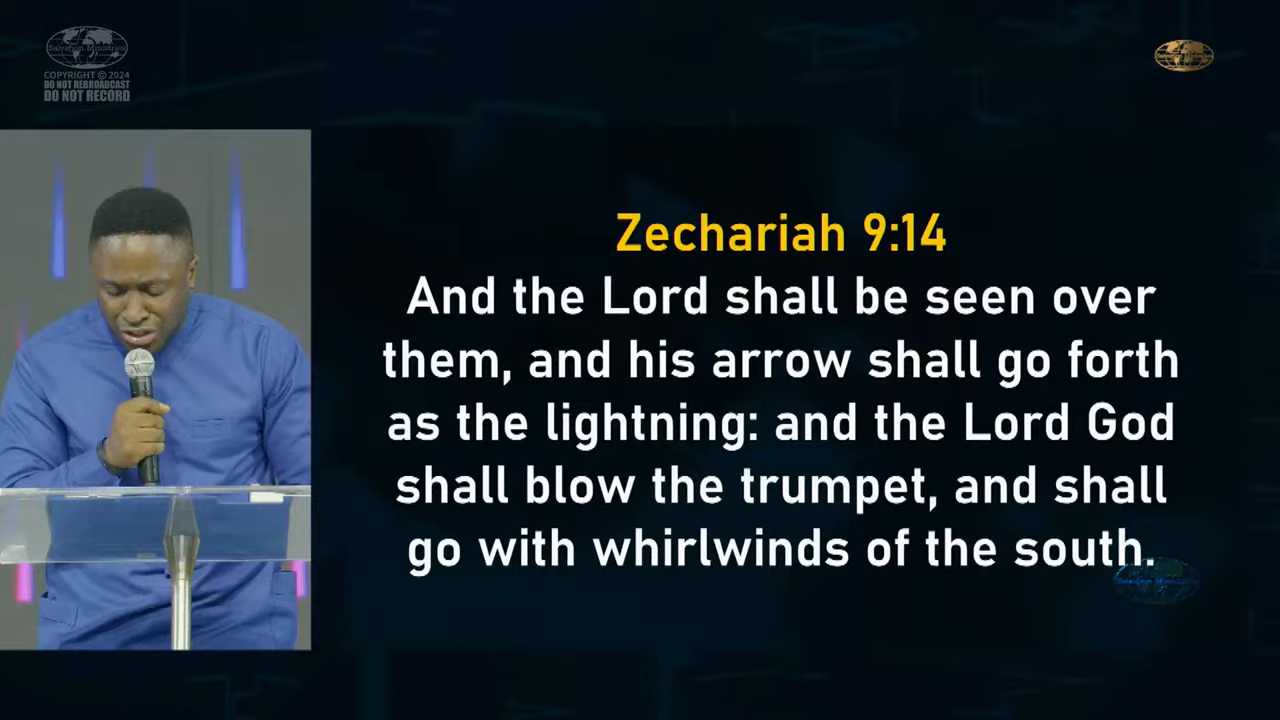 Salvation Ministries
COPYRIGHT © 2024
DO NOT REBROADCAST
DO NOT RECORD
Zechariah 9:14
And the Lord shall be seen over
them, and his arrow shall go forth
as the lightning: and the Lord God
shall blow the trumpet, and shall
go with whirlwinds of the south.